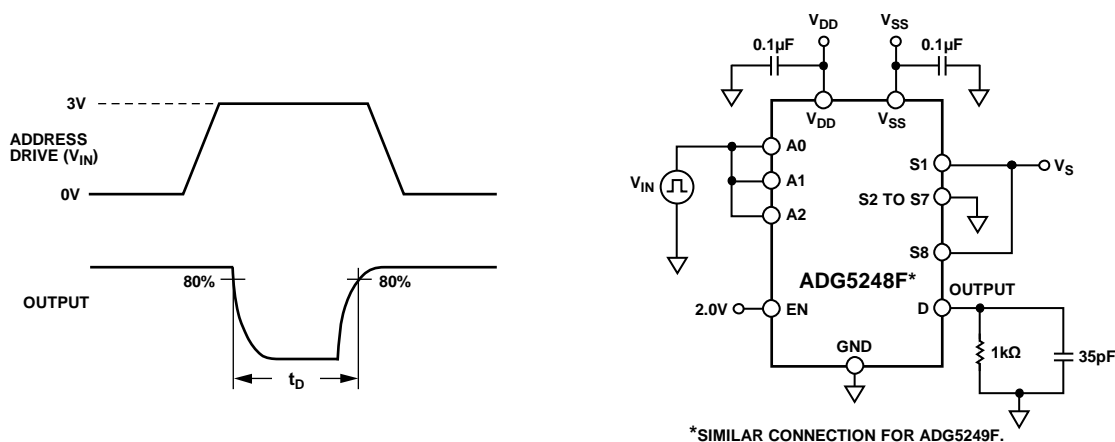 3V
ADDRESS
DRIVE (VIN)
0V
80%
80%
OUTPUT
tD
VDD
VSS
0.1µF
0.1µF
VDD
VSS
A0
A1
A2
VIN
S1
VS
S2 TO S7
S8
ADG5248F*
OUTPUT
2.0V
EN
D
GND
1kΩ
35pF
*SIMILAR CONNECTION FOR ADG5249F.